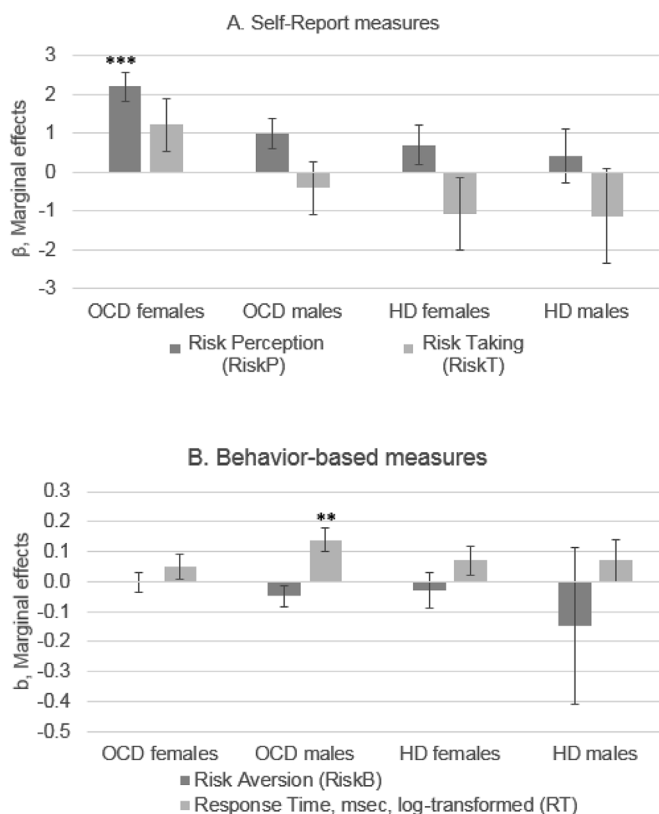 A. Self-Report measures
***
3
2
1
0
-1
-2
-3
β, Marginal effects
OCD females OCD males HD females HD males
Risk Perception (RiskP)
Risk Taking (RiskT)
B. Behavior-based measures
**
0.3
0.2
0.1
0.0
-0.1
-0.2
-0.3
-0.4
-0.5
b, Marginal effects
OCD females OCD males HD females HD males
Risk Aversion (RiskB)
Response Time, msec, log-transformed (RT)